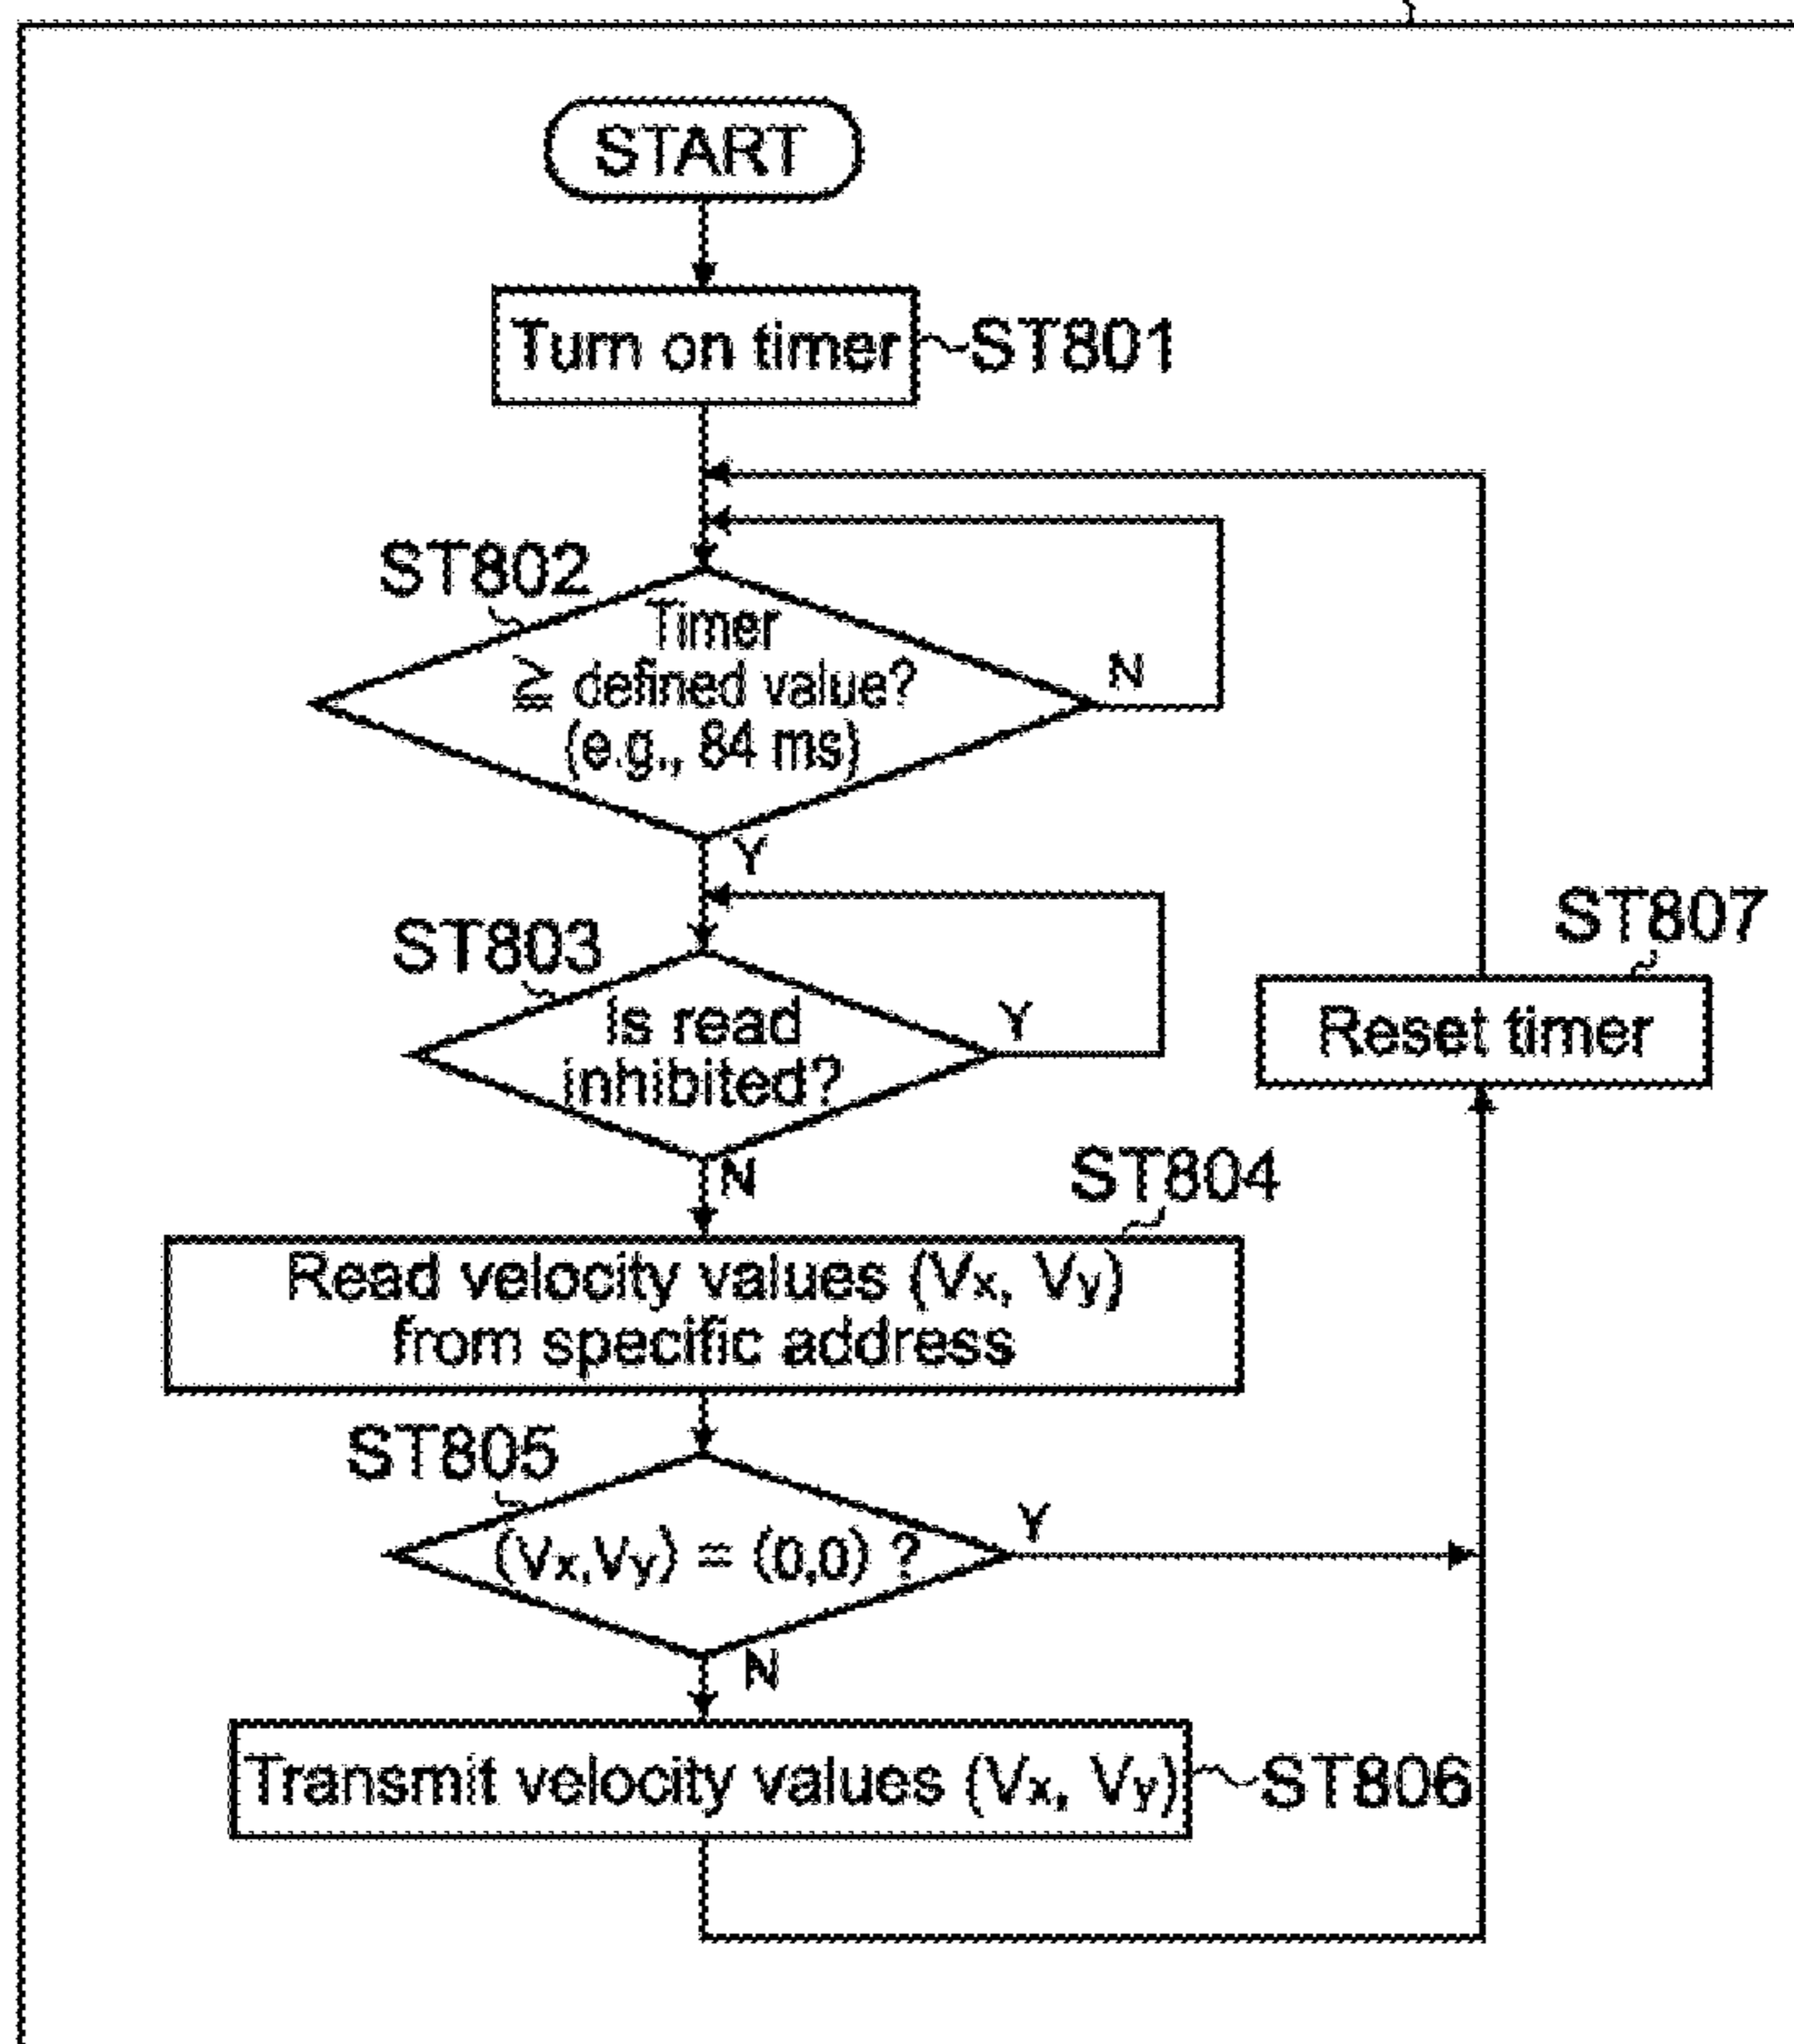 START
Turn on timer
ST801
ST802
Timer
≧ defined value?
(e.g., 84 ms)
N
Y
ST803
Is read
inhibited?
Y
N
ST807
Reset timer
ST804
Read velocity values (Vx, Vy)
from specific address
ST805
(Vx,Vy) = (0,0) ?
Y
N
Transmit velocity values (Vx, Vy)
ST806